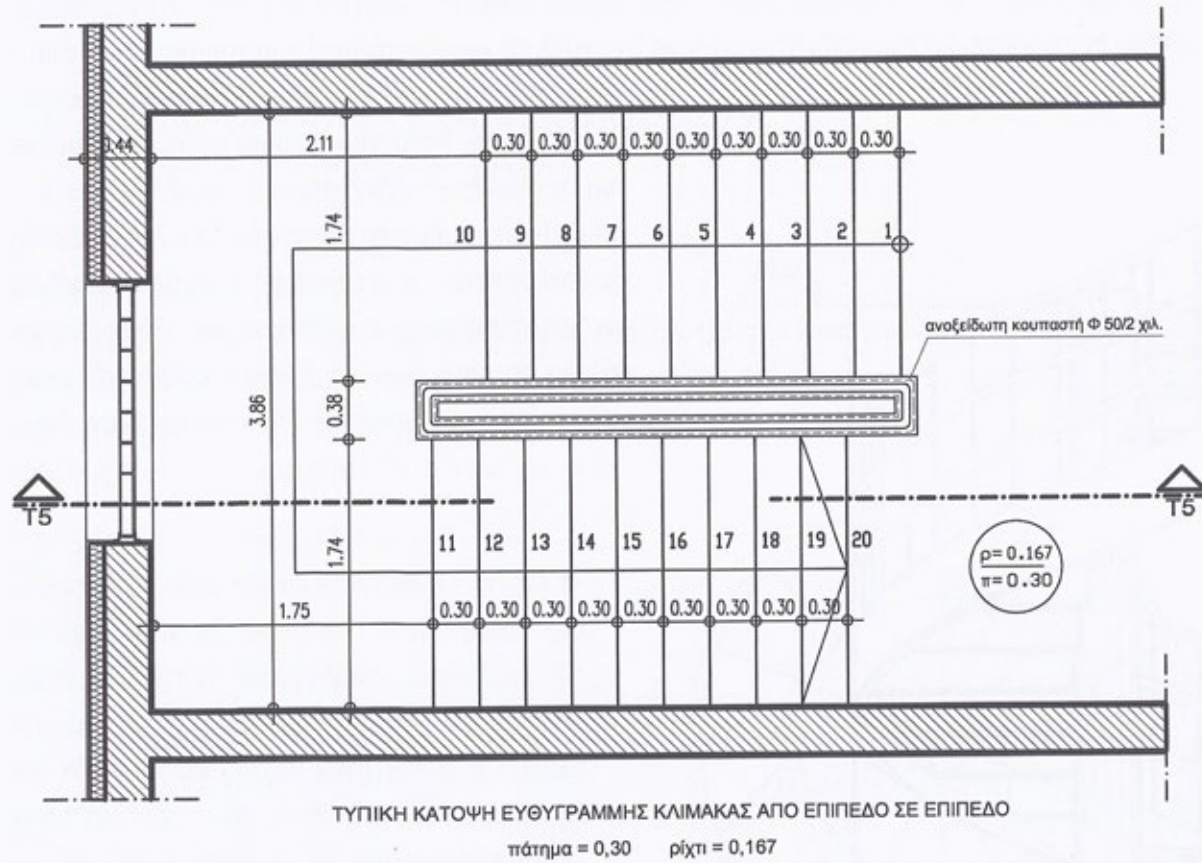 0.44 2.11 0.30 0.30 0.30 0.30 0.30 0.30 0.30 0.30 0.30
1.74
10 9 8 7 6 5 4 3 2 1
ανοξείδωτη κουπαστή Φ 50/2 χιλ.
3.86
0.38
T5 T5
1.74
11 12 13 14 15 16 17 18 19 20
ρ= 0.167
π= 0.30
1.75 0.30 0.30 0.30 0.30 0.30 0.30 0.30 0.30 0.30
ΤΥΠΙΚΗ ΚΑΤΟΨΗ ΕΥΘΥΓΡΑΜΜΗΣ ΚΛΙΜΑΚΑΣ ΑΠΟ ΕΠΙΠΕΔΟ ΣΕ ΕΠΙΠΕΔΟ
πάτημα = 0,30 ρίχτι = 0,167